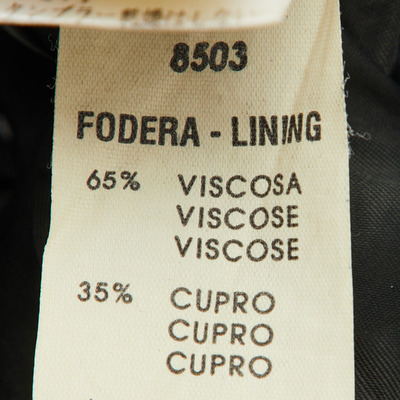 8503
FODERA - LINING
65% VISCOSA
VISCOSE
VISCOSE
35% CUPRO
CUPRO
CUPRO